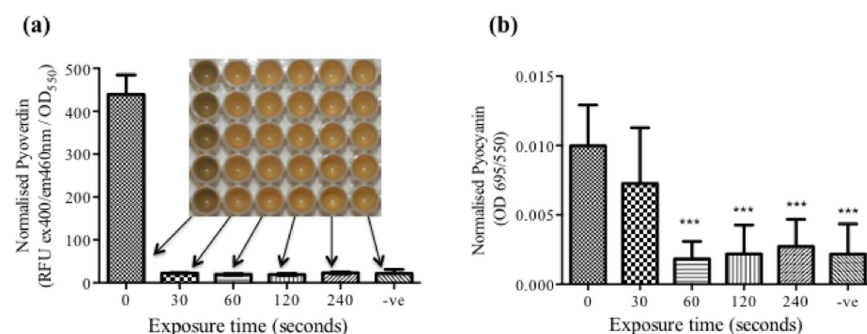 (a)
Normalised Pyoverdin
(RFU ex400/em460nm / OD550)
500
400
300
200
100
0
0 30 60 120 240 -ve
Exposure time (seconds)
(b)
Normalised Pyocyanin
(OD 695/550)
0.015
0.010
0.005
0.000
*** *** *** ***
0 30 60 120 240 -ve
Exposure time (seconds)